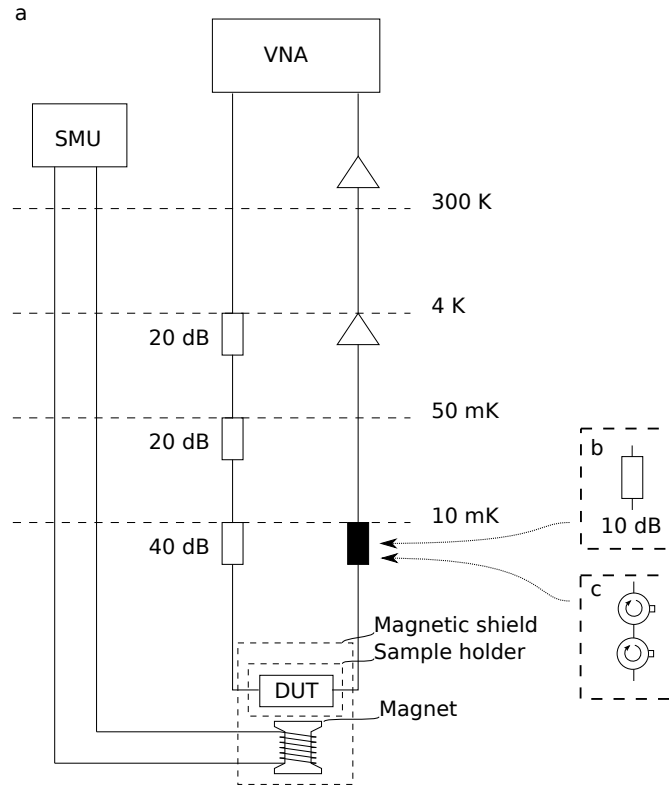 a
VNA
SMU
300 K
4 K
20 dB
50 mK
20 dB
b
10 mK
10 dB
40 dB
c
Magnetic shield
Sample holder
DUT
Magnet